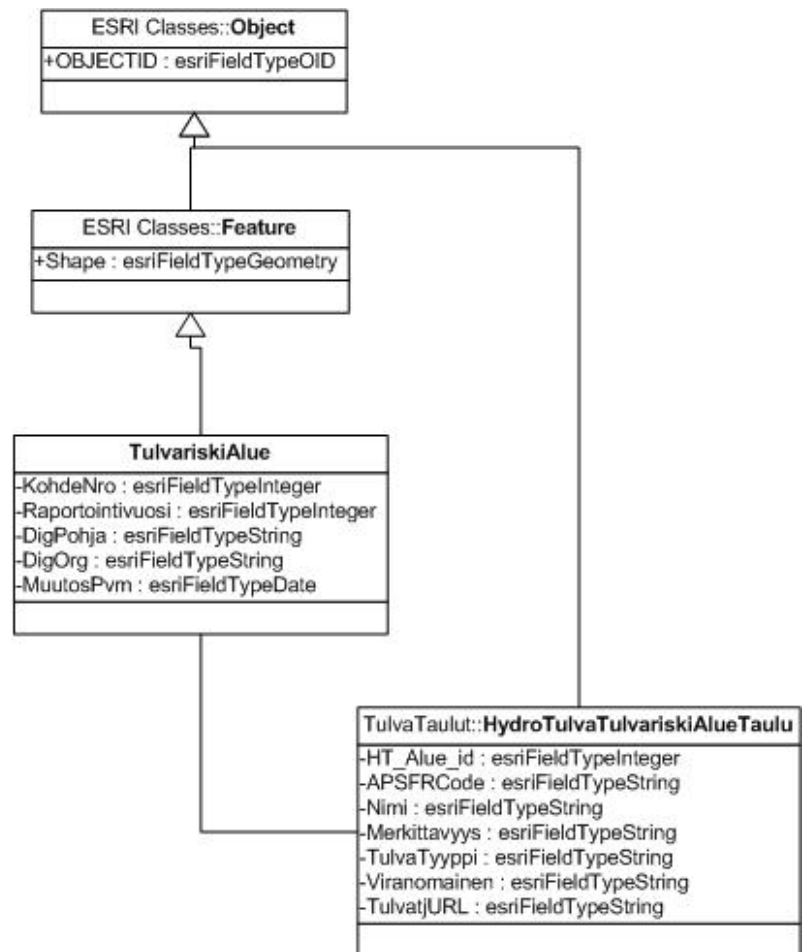 ESRI Classes::Object
+OBJECTID : esriFieldTypeOID
ESRI Classes::Feature
+Shape : esriFieldTypeGeometry
TulvariskiAlue
-KohdeNro : esriFieldTypeInteger
-Raportointivuosi : esriFieldTypeInteger
-DigPohja : esriFieldTypeString
-DigOrg : esriFieldTypeString
-MuutosPvm : esriFieldTypeDate
TulvaTaulut::HydroTulvaTulvariskiAlueTaulu
-HT_Alue_id : esriFieldTypeInteger
-APSFRCode : esriFieldTypeString
-Nimi : esriFieldTypeString
-Merkittavyys : esriFieldTypeString
-TulvaTyyppi : esriFieldTypeString
-Viranomainen : esriFieldTypeString
-TulvatjURL : esriFieldTypeString